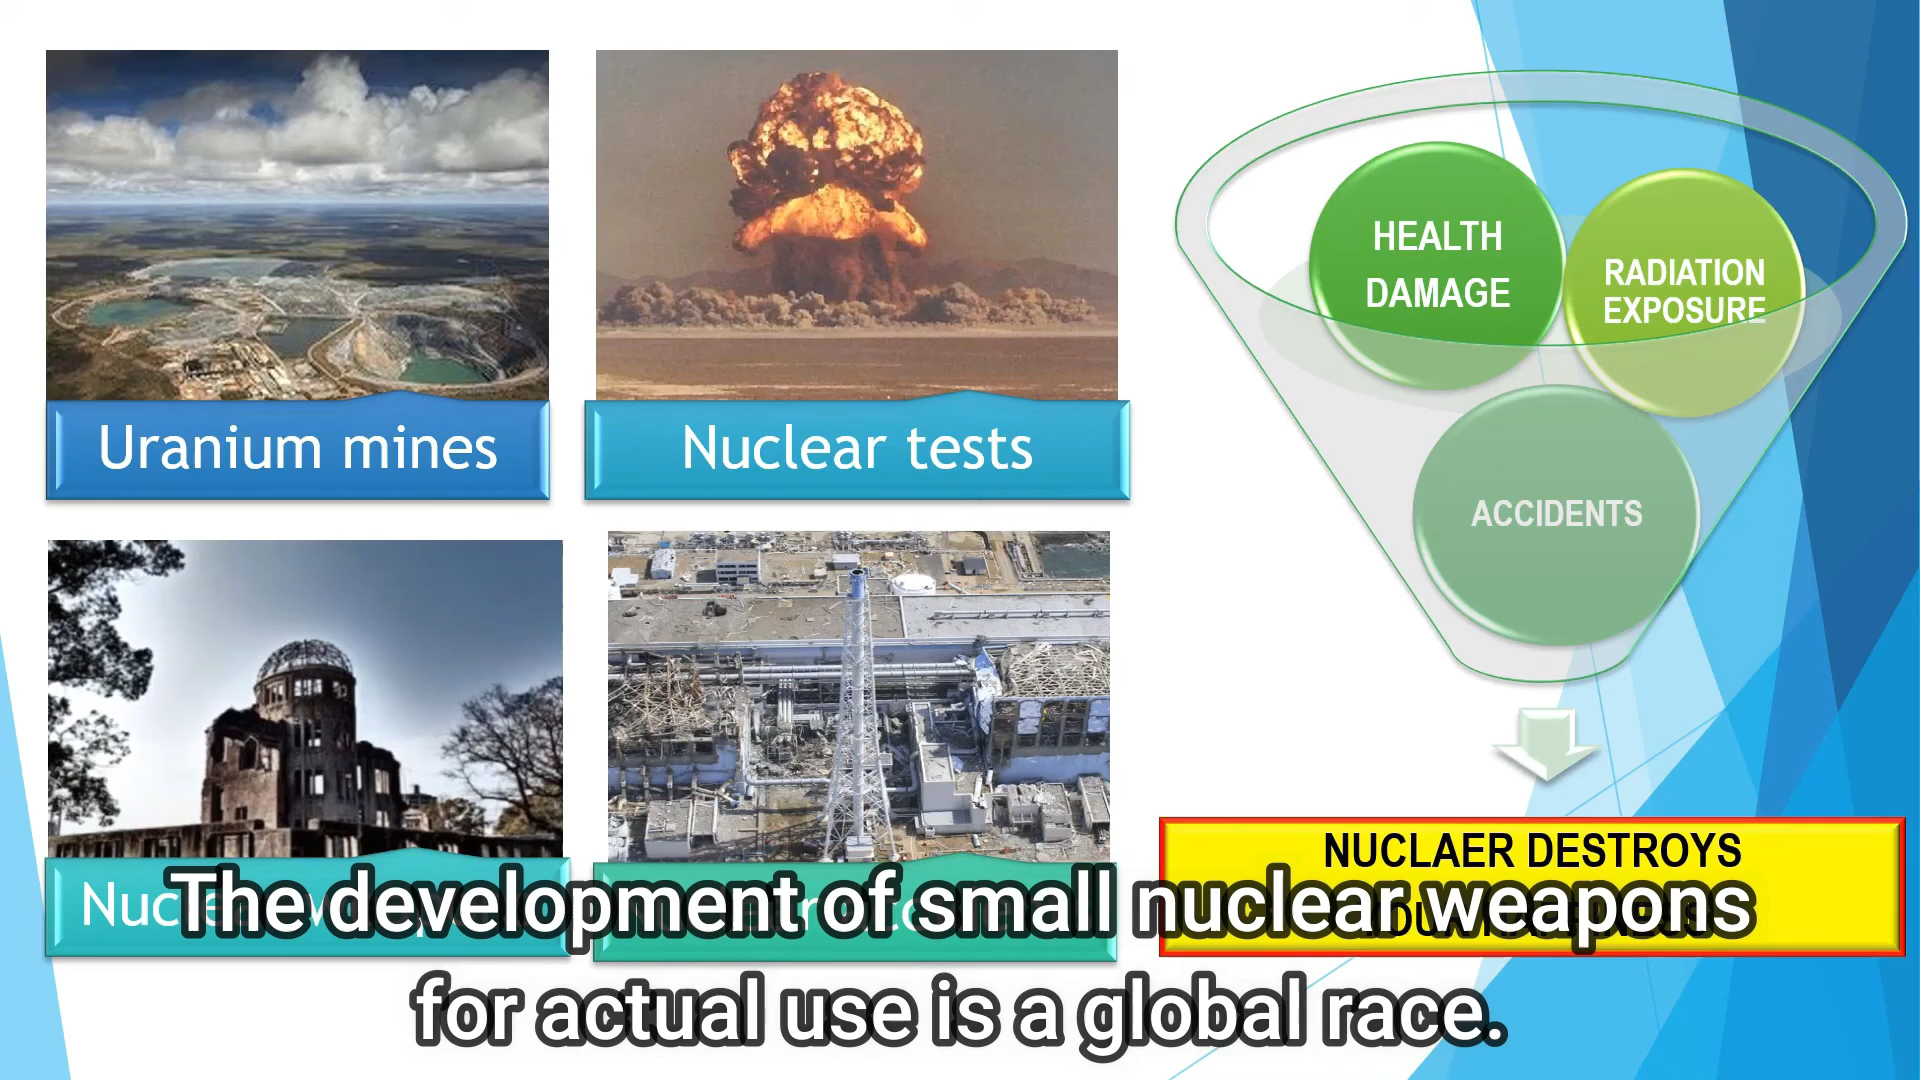 Uranium mines
Nuclear tests
HEALTH
DAMAGE
RADIATION
EXPOSURE
ACCIDENTS
NUCLAER DESTROYS
The development of small nuclear weapons
for actual use is a global race.